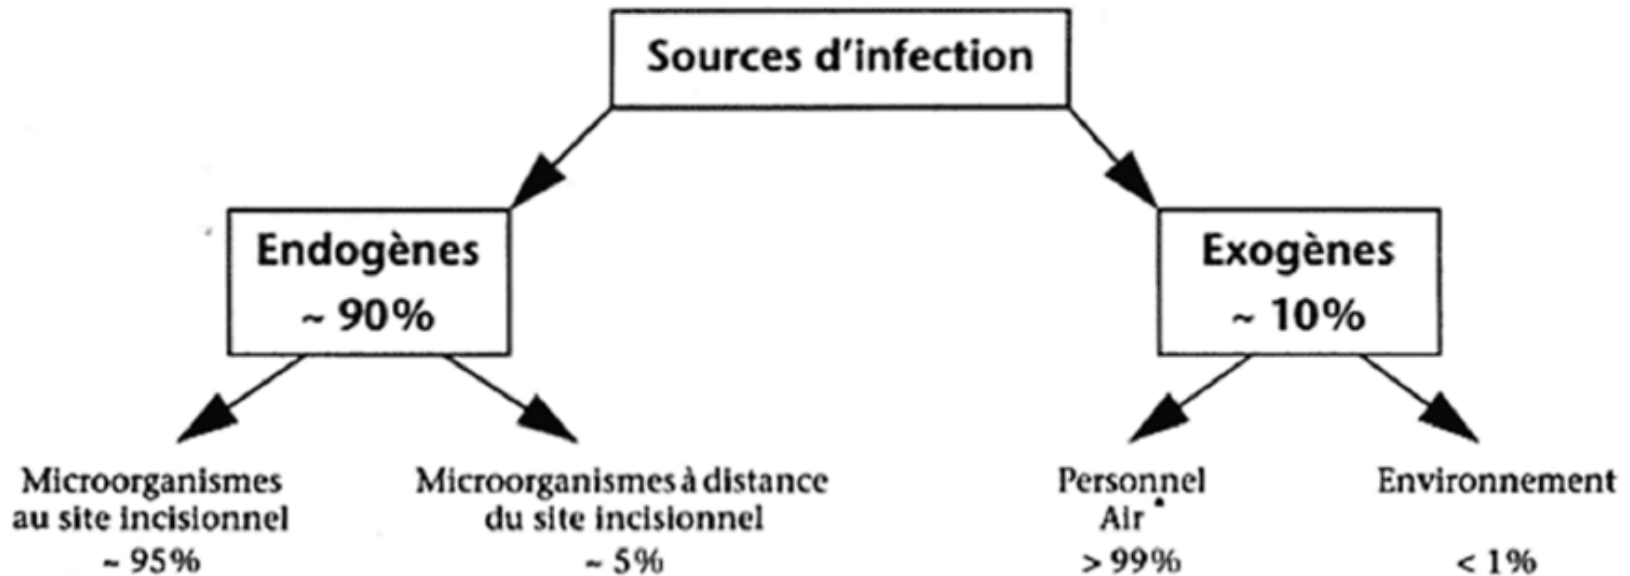 Sources d'infection
Endogènes
~ 90%
Exogènes
~ 10%
Microorganismes
au site incisionnel
~ 95%
Microorganismes à distance
du site incisionnel
~ 5%
Personnel
Air *
> 99%
Environnement
< 1%